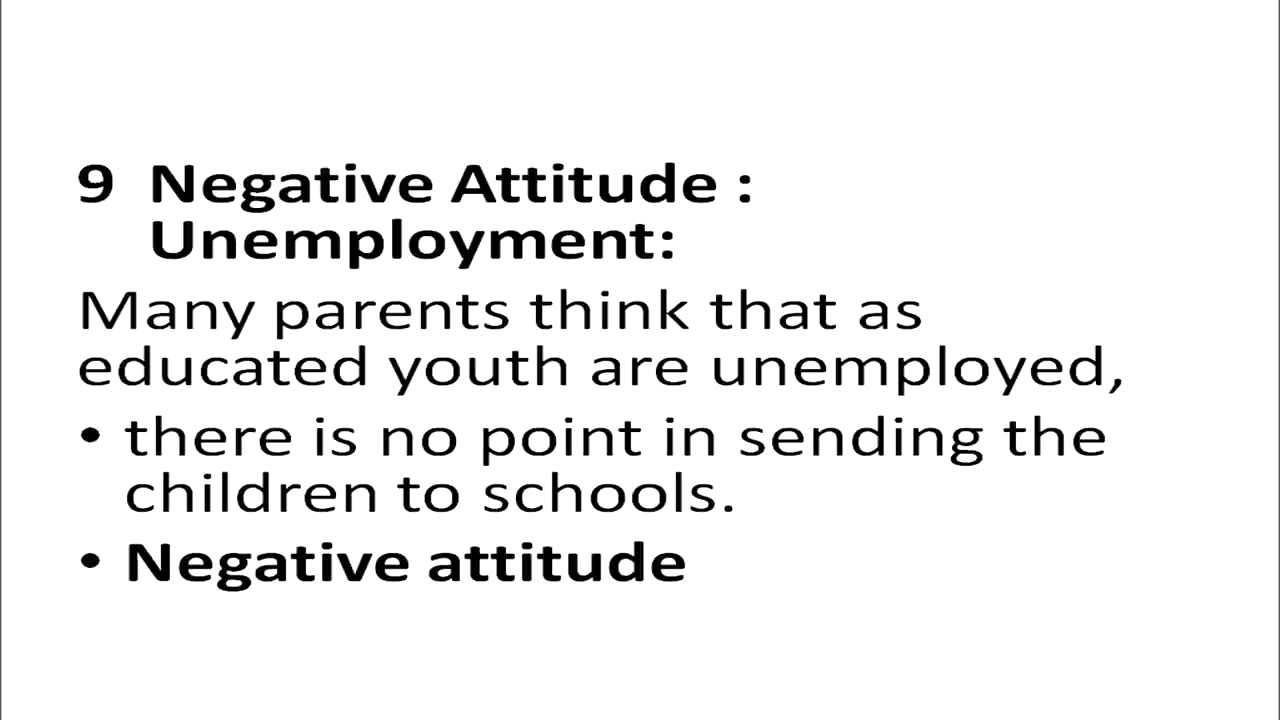 9 Negative Attitude :
Unemployment:
Many parents think that as
educated youth are unemployed,
• there is no point in sending the
children to schools.
• Negative attitude